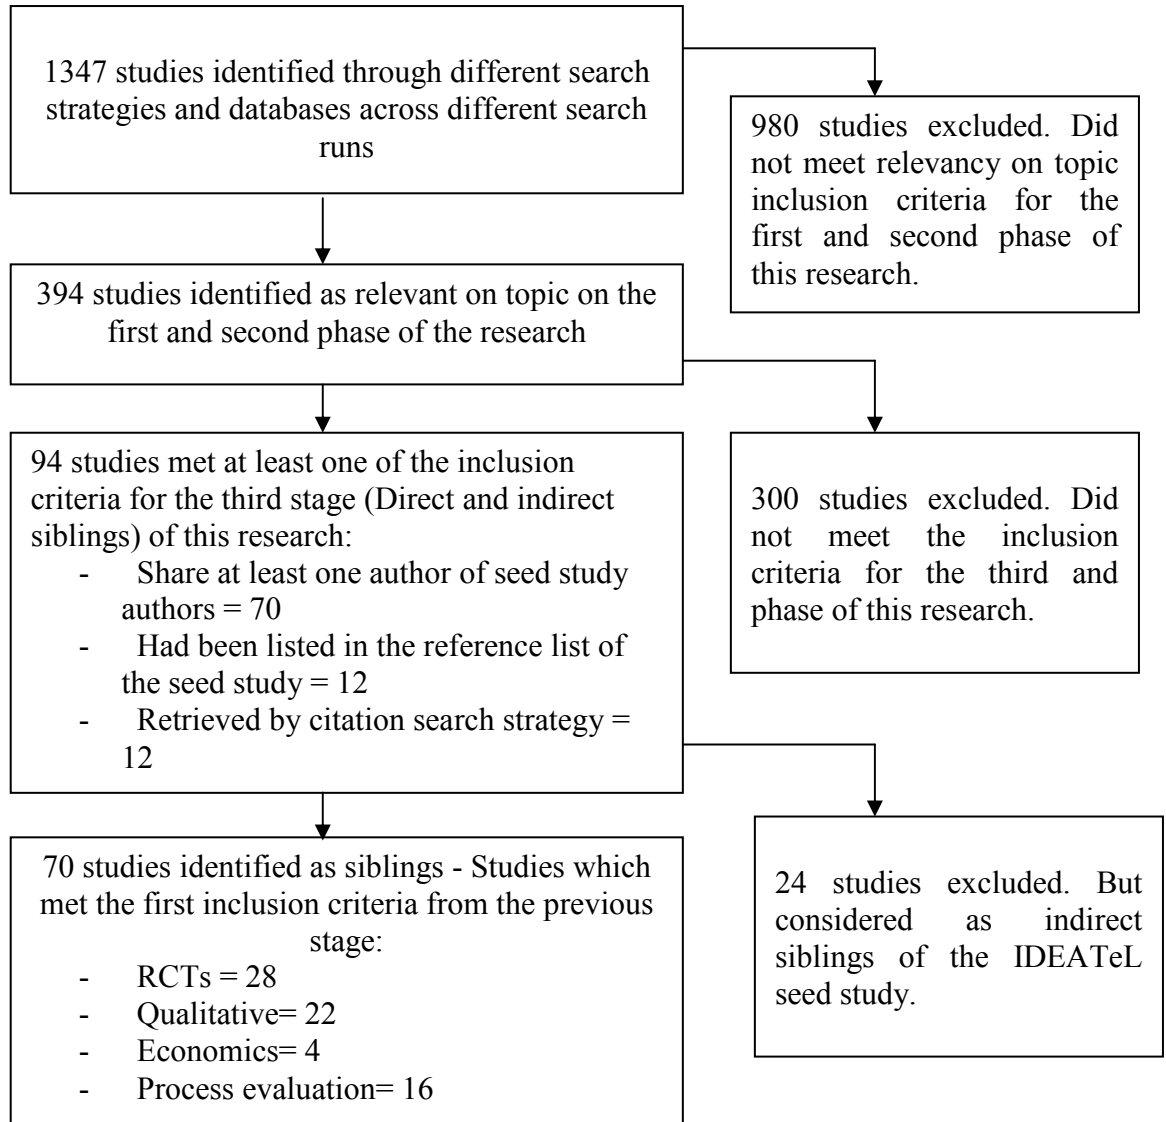 1347 studies identified through different search
strategies and databases across different search
runs
980 studies excluded. Did
not meet relevancy on topic
inclusion criteria for the
first and second phase of
this research.
394 studies identified as relevant on topic on the
first and second phase of the research
94 studies met at least one of the inclusion
criteria for the third stage (Direct and indirect
siblings) of this research:
- Share at least one author of seed study
authors = 70
- Had been listed in the reference list of
the seed study = 12
- Retrieved by citation search strategy =
12
300 studies excluded. Did
not meet the inclusion
criteria for the third and
phase of this research.
70 studies identified as siblings - Studies which
met the first inclusion criteria from the previous
stage:
- RCTs = 28
- Qualitative= 22
- Economics= 4
- Process evaluation= 16
24 studies excluded. But
considered as indirect
siblings of the IDEATeL
seed study.